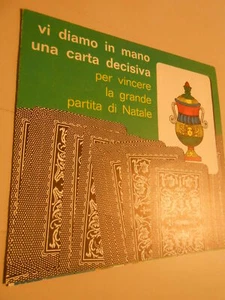 vi diamo in mano
una carta decisiva
per vincere
la grande
partita di Natale